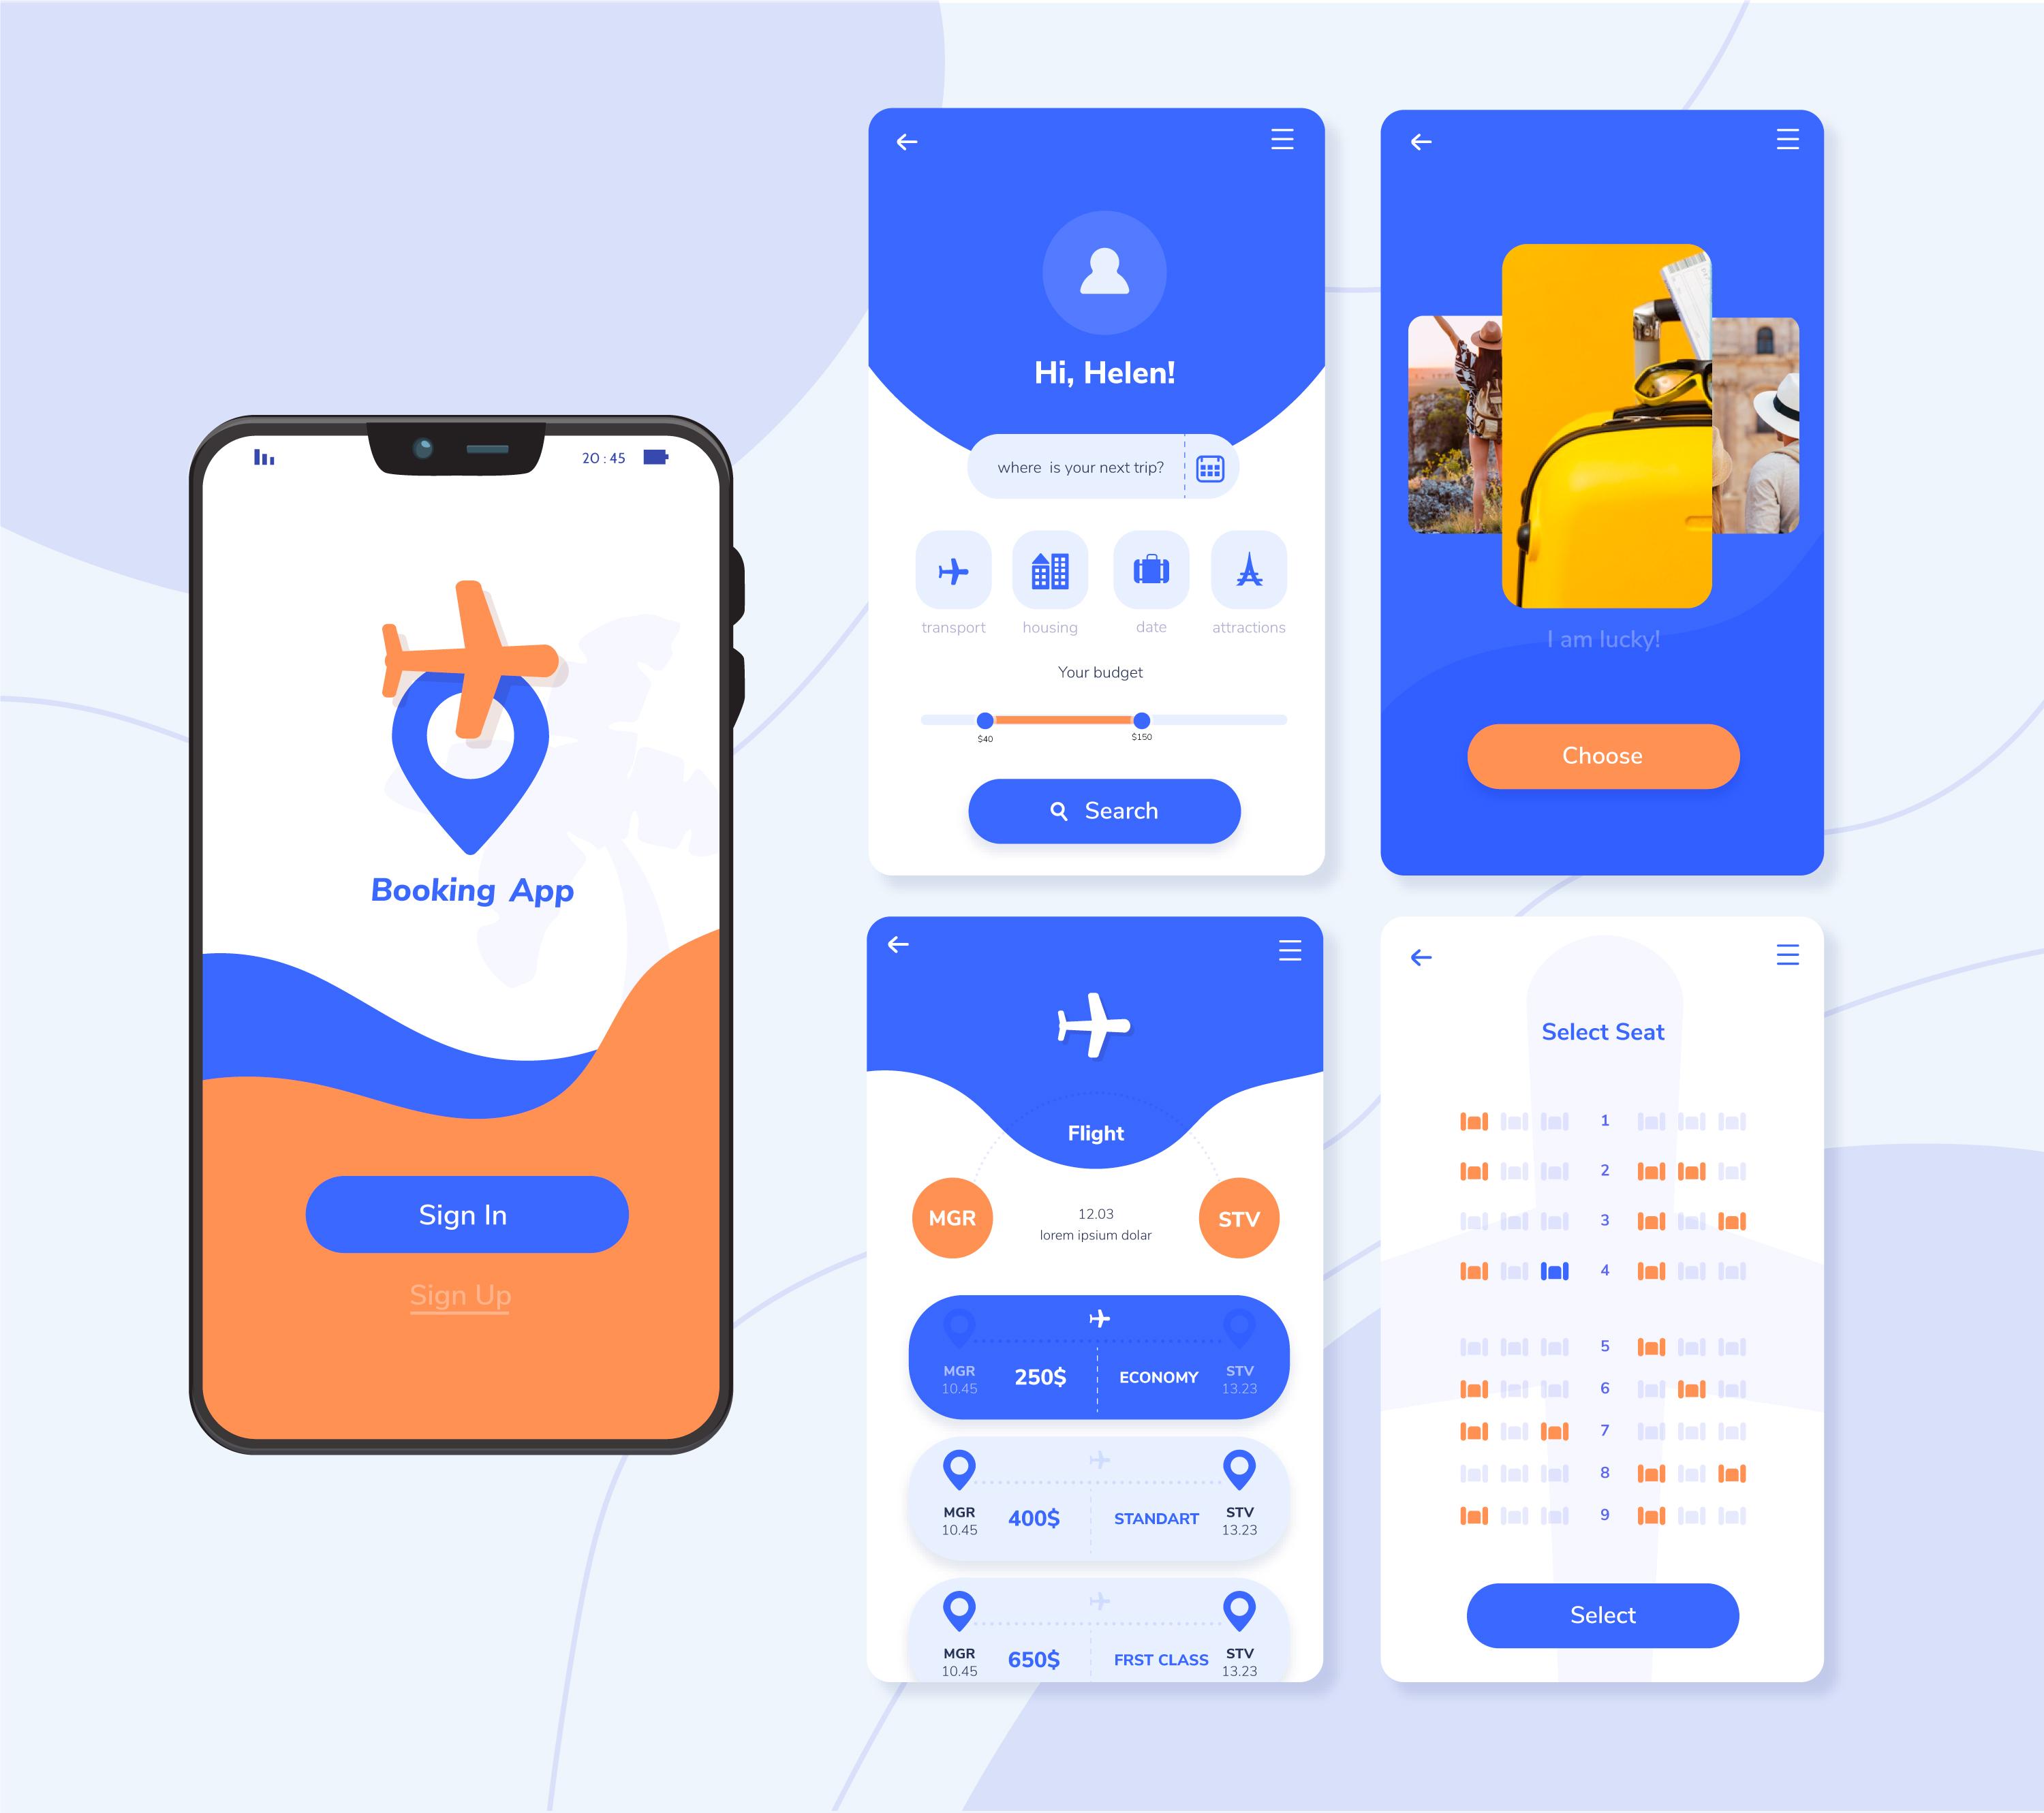 20 : 45
Booking App
Sign In
Sign Up
Hi, Helen!
where is your next trip?
transport housing date attractions
Your budget
$40 $150
Search
I am lucky!
Choose
Flight
MGR STV
12.03
lorem ipsium dolar
MGR 250$ ECONOMY STV
10.45 13.23
MGR 400$ STANDART STV
10.45 13.23
MGR 650$ FRST CLASS STV
10.45 13.23
Select Seat
1
2
3
4
5
6
7
8
9
Select